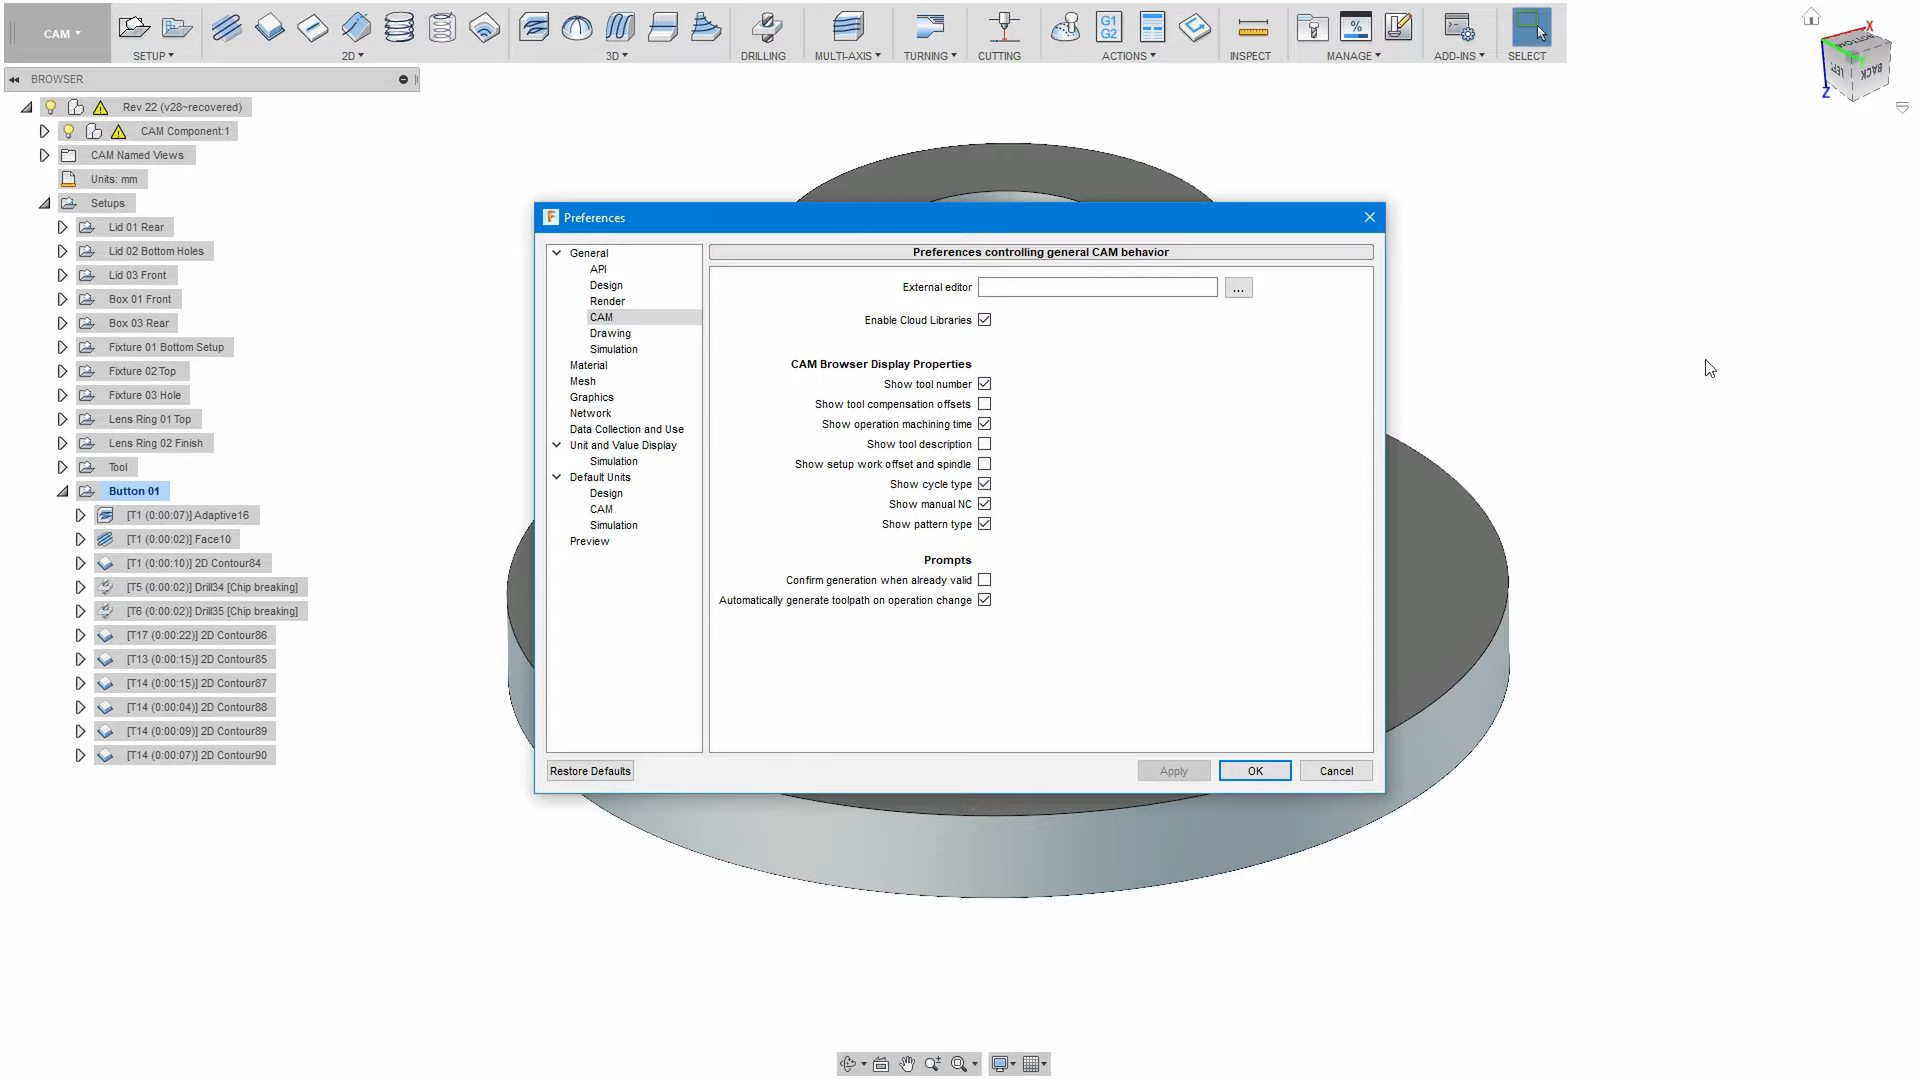 CAM
SETUP
2D
3D
DRILLING
MULTI-AXIS
TURNING
CUTTING
G1
G2
ACTIONS
INSPECT
%
MANAGE
ADD-INS
SELECT
BROWSER
Rev 22 (v28~recovered)
CAM Component:1
CAM Named Views
Units: mm
Setups
Lid 01 Rear
Lid 02 Bottom Holes
Lid 03 Front
Box 01 Front
Box 03 Rear
Fixture 01 Bottom Setup
Fixture 02 Top
Fixture 03 Hole
Lens Ring 01 Top
Lens Ring 02 Finish
Tool
Button 01
[T1 (0:00:07)] Adaptive16
[T1 (0:00:02)] Face10
[T1 (0:00:10)] 2D Contour84
[T5 (0:00:02)] Drill34 [Chip breaking]
[T6 (0:00:02)] Drill35 [Chip breaking]
[T17 (0:00:22)] 2D Contour86
[T13 (0:00:15)] 2D Contour85
[T14 (0:00:15)] 2D Contour87
[T14 (0:00:04)] 2D Contour88
[T14 (0:00:09)] 2D Contour89
[T14 (0:00:07)] 2D Contour90
Preferences
General
API
Design
Render
CAM
Drawing
Simulation
Material
Mesh
Graphics
Network
Data Collection and Use
Unit and Value Display
Simulation
Default Units
Design
CAM
Simulation
Preview
Preferences controlling general CAM behavior
External editor
...
Enable Cloud Libraries
CAM Browser Display Properties
Show tool number
Show tool compensation offsets
Show operation machining time
Show tool description
Show setup work offset and spindle
Show cycle type
Show manual NC
Show pattern type
Prompts
Confirm generation when already valid
Automatically generate toolpath on operation change
Restore Defaults
Apply
OK
Cancel
X
BOTTOM
LEFT
BACK
Z